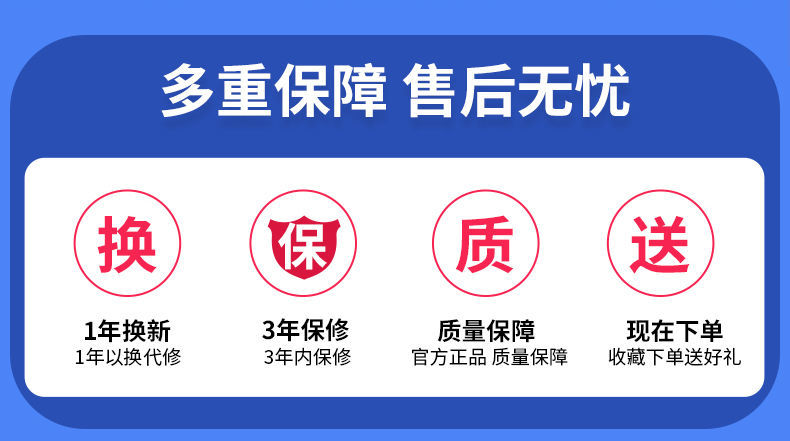 多重保障 售后无忧
换 保 质 送
1年换新 3年保修 质量保障 现在下单
1年以换代修 3年内保修 官方正品 质量保障 收藏下单送好礼